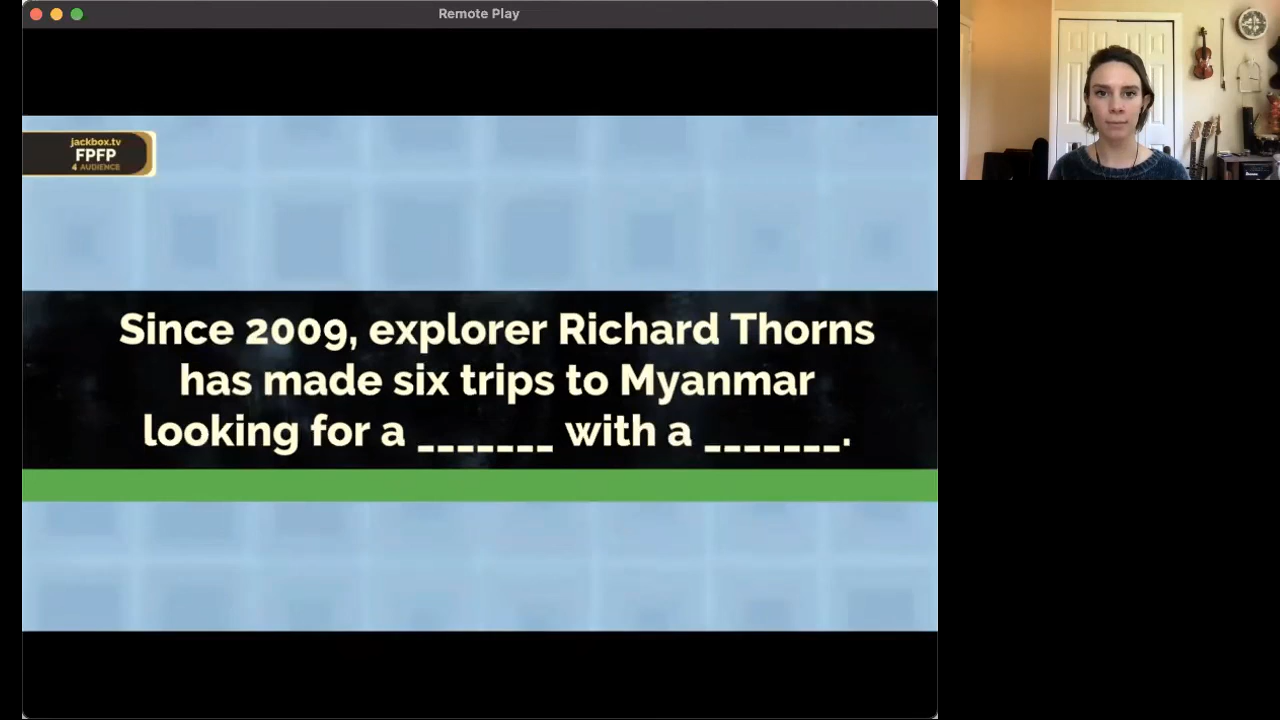 Remote Play
jackbox.tv
FPFP
4 AUDIENCE
Since 2009, explorer Richard Thorns
has made six trips to Myanmar
looking for a _______ with a _______.